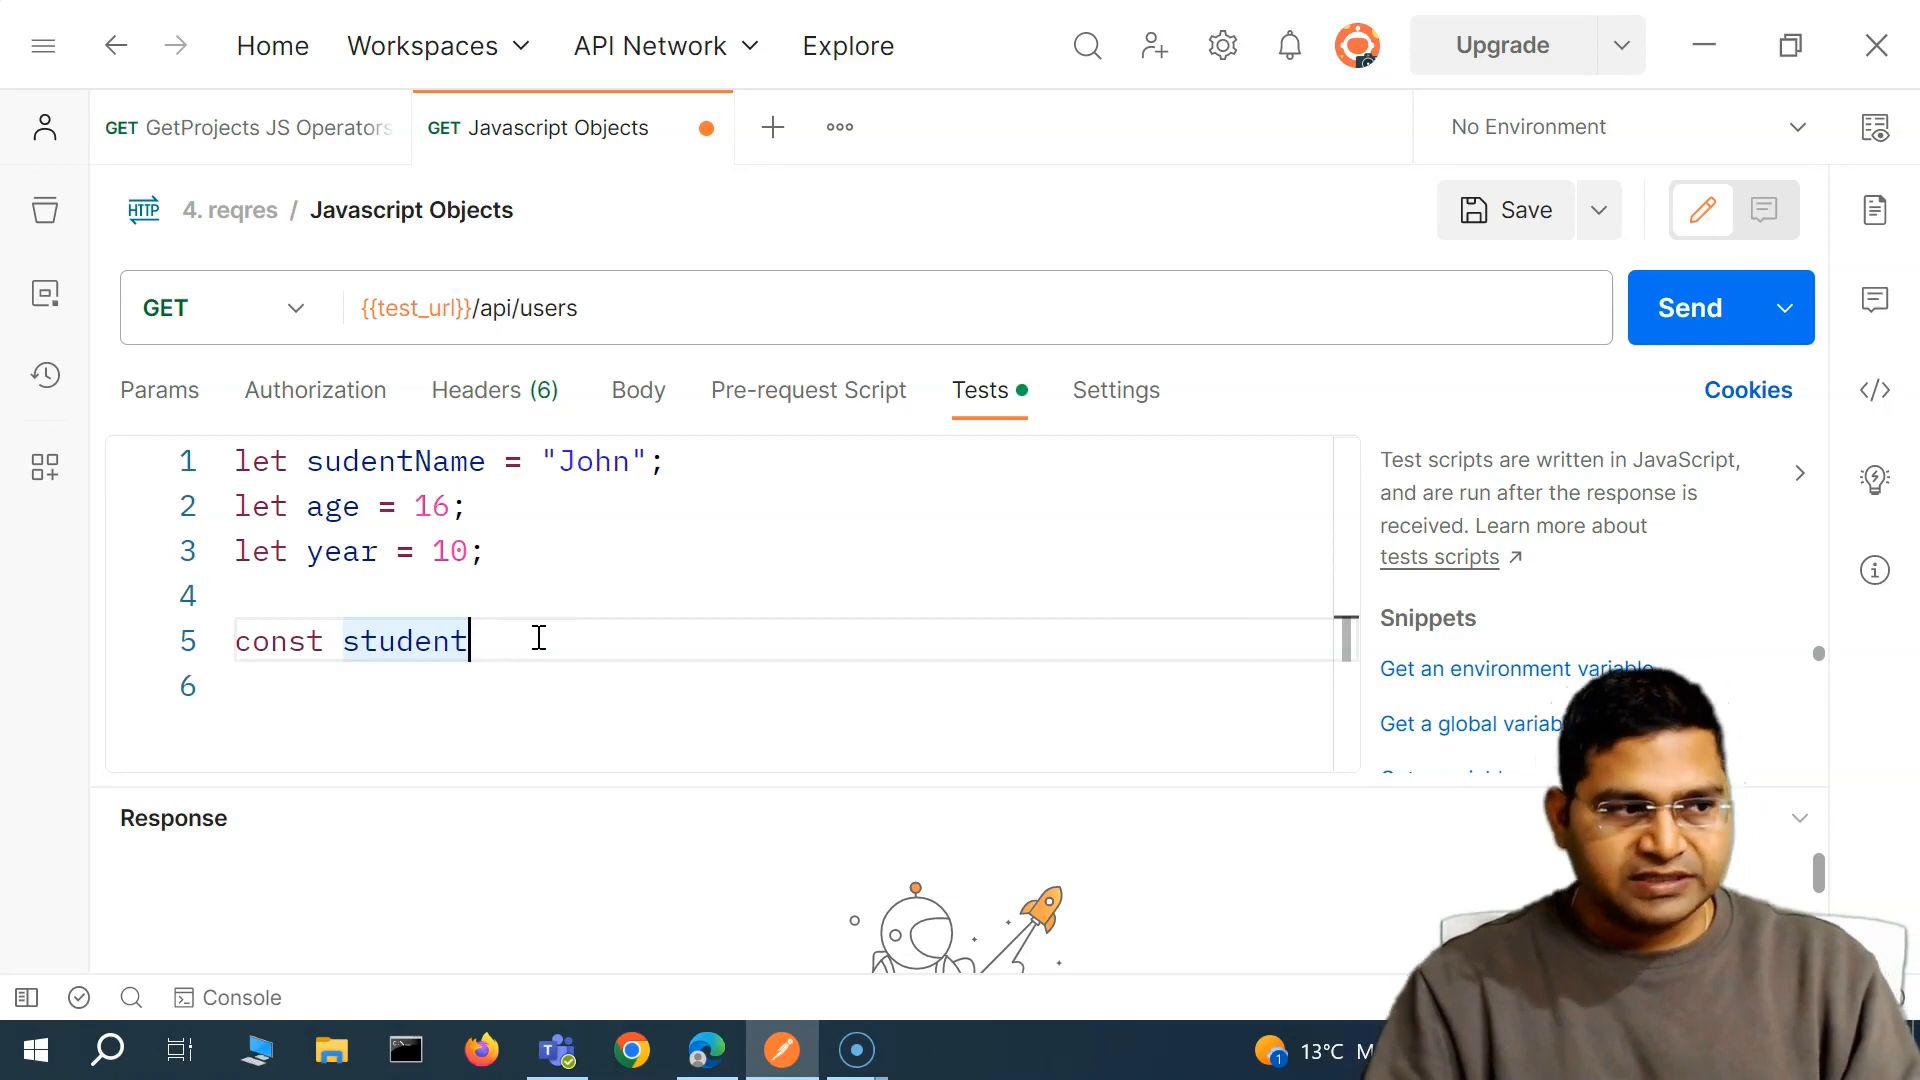 Home
Workspaces
API Network
Explore
Upgrade
GET GetProjects JS Operators
GET Javascript Objects
No Environment
HTTP
4. reqres / Javascript Objects
Save
GET
{{test_url}}/api/users
Send
Params
Authorization
Headers (6)
Body
Pre-request Script
Tests
Settings
Cookies
1 let sudentName = "John";
2 let age = 16;
3 let year = 10;
4
5 const student
6
Test scripts are written in JavaScript,
and are run after the response is
received. Learn more about
tests scripts
Snippets
Get an environment variable
Get a global variab
Response
Console
1
13°C